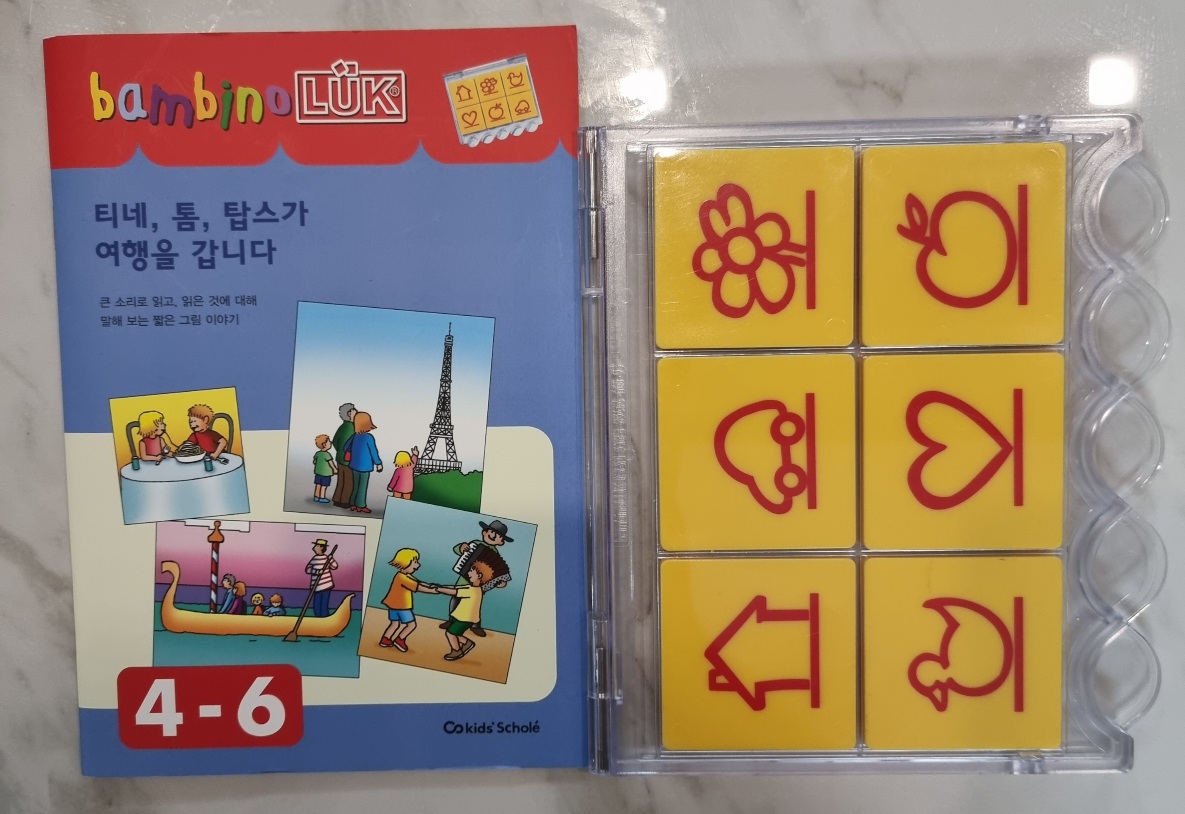 bambino LÜK®
티네, 톰, 탑스가
여행을 갑니다
큰 소리로 읽고, 읽은 것에 대해
말해 보는 짧은 그림 이야기
4-6
kids' Scholé